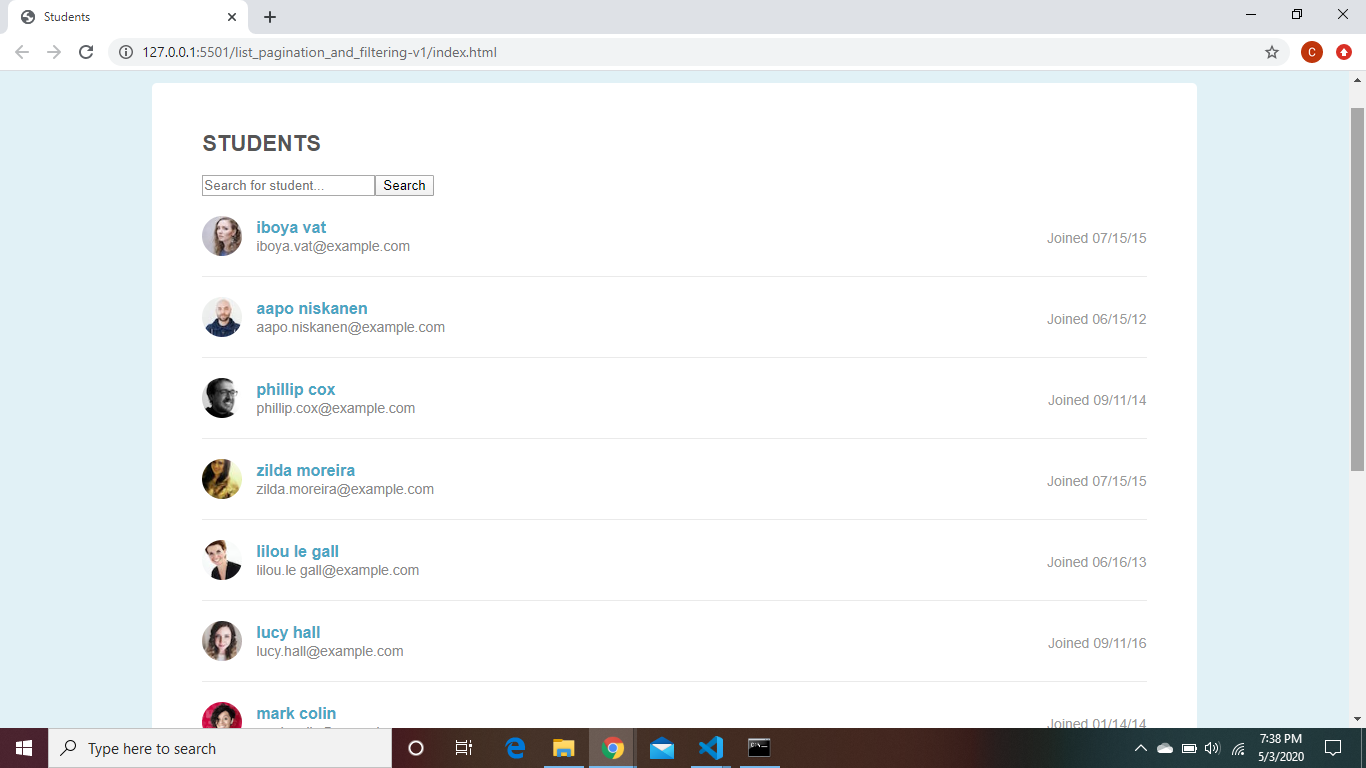 Students
127.0.0.1:5501/list_pagination_and_filtering-v1/index.html
C
STUDENTS
Search for student...
Search
iboya vat
iboya.vat@example.com
Joined 07/15/15
aapo niskanen
aapo.niskanen@example.com
Joined 06/15/12
phillip cox
phillip.cox@example.com
Joined 09/11/14
zilda moreira
zilda.moreira@example.com
Joined 07/15/15
lilou le gall
lilou.le gall@example.com
Joined 06/16/13
lucy hall
lucy.hall@example.com
Joined 09/11/16
mark colin
Joined 01/14/14
Type here to search
7:38 PM
5/3/2020